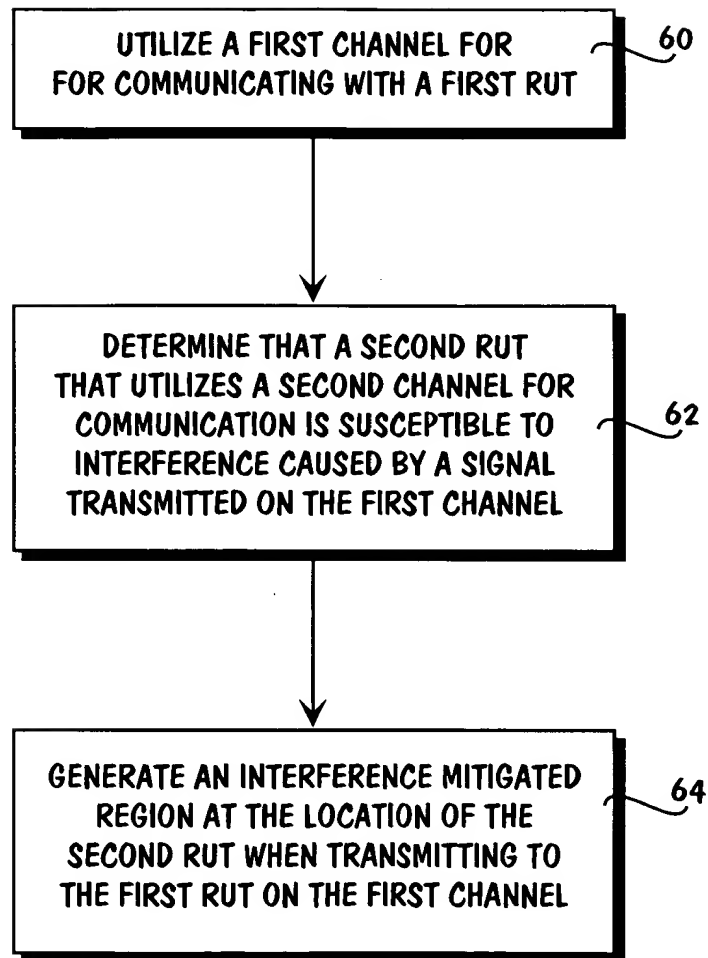 UTILIZE A FIRST CHANNEL FOR
FOR COMMUNICATING WITH A FIRST RUT
60
DETERMINE THAT A SECOND RUT
THAT UTILIZES A SECOND CHANNEL FOR
COMMUNICATION IS SUSCEPTIBLE TO
INTERFERENCE CAUSED BY A SIGNAL
TRANSMITTED ON THE FIRST CHANNEL
62
GENERATE AN INTERFERENCE MITIGATED
REGION AT THE LOCATION OF THE
SECOND RUT WHEN TRANSMITTING TO
THE FIRST RUT ON THE FIRST CHANNEL
64